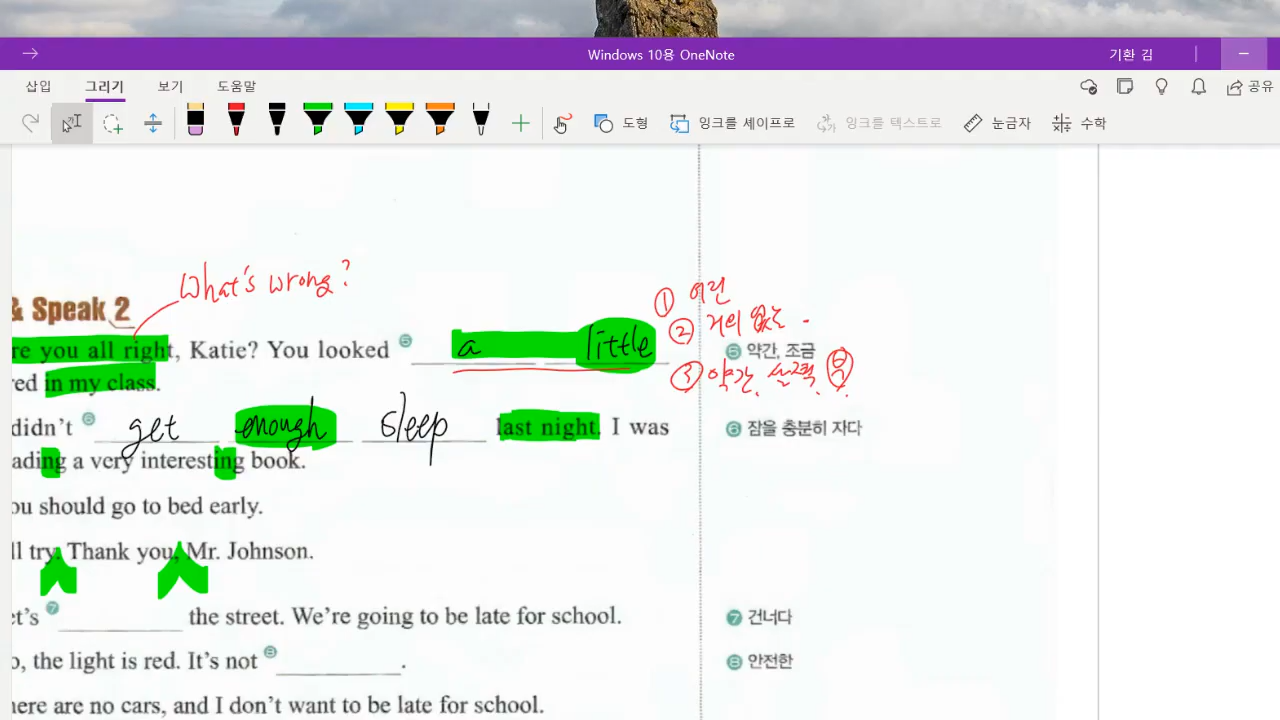 Windows 10용 OneNote
기환 김
삽입 그리기 보기 도움말
공유
도형 잉크를 셰이프로 잉크를 텍스트로 눈금자 수학
What's wrong?
& Speak 2
① 어린
② 거의 없는
re you all right, Katie? You looked ⑤ a little
⑤ 약간, 조금
ed in my class.
③ 약간
didn't ⑥ get enough sleep last night. I was
⑥ 잠을 충분히 자다
ading a very interesting book.
ou should go to bed early.
ll try. Thank you, Mr. Johnson.
et's ⑦ the street. We're going to be late for school.
⑦ 건너다
o, the light is red. It's not ⑧ .
⑧ 안전한
here are no cars, and I don't want to be late for school.